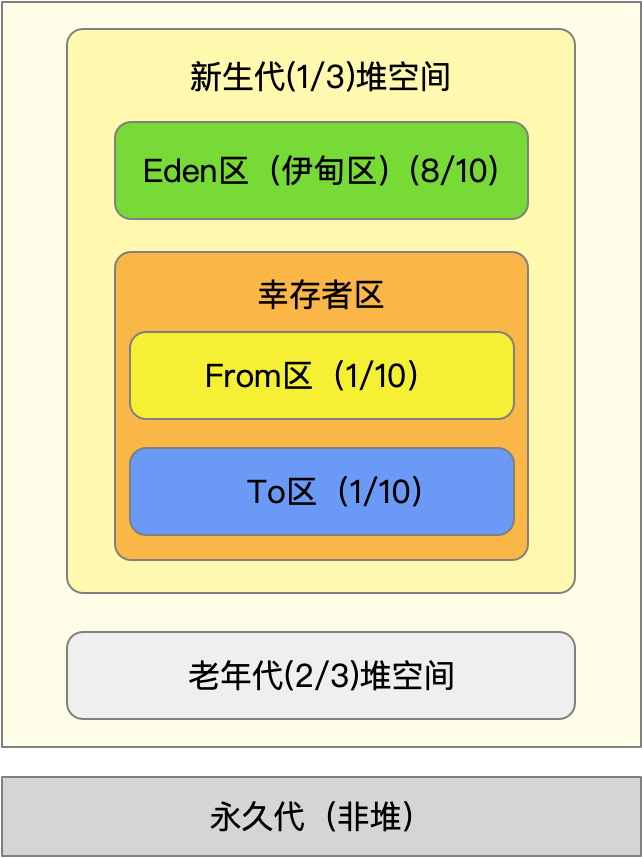 新生代(1/3)堆空间
Eden区（伊甸区）(8/10)
幸存者区
From区（1/10）
To区（1/10）
老年代(2/3)堆空间
永久代（非堆）